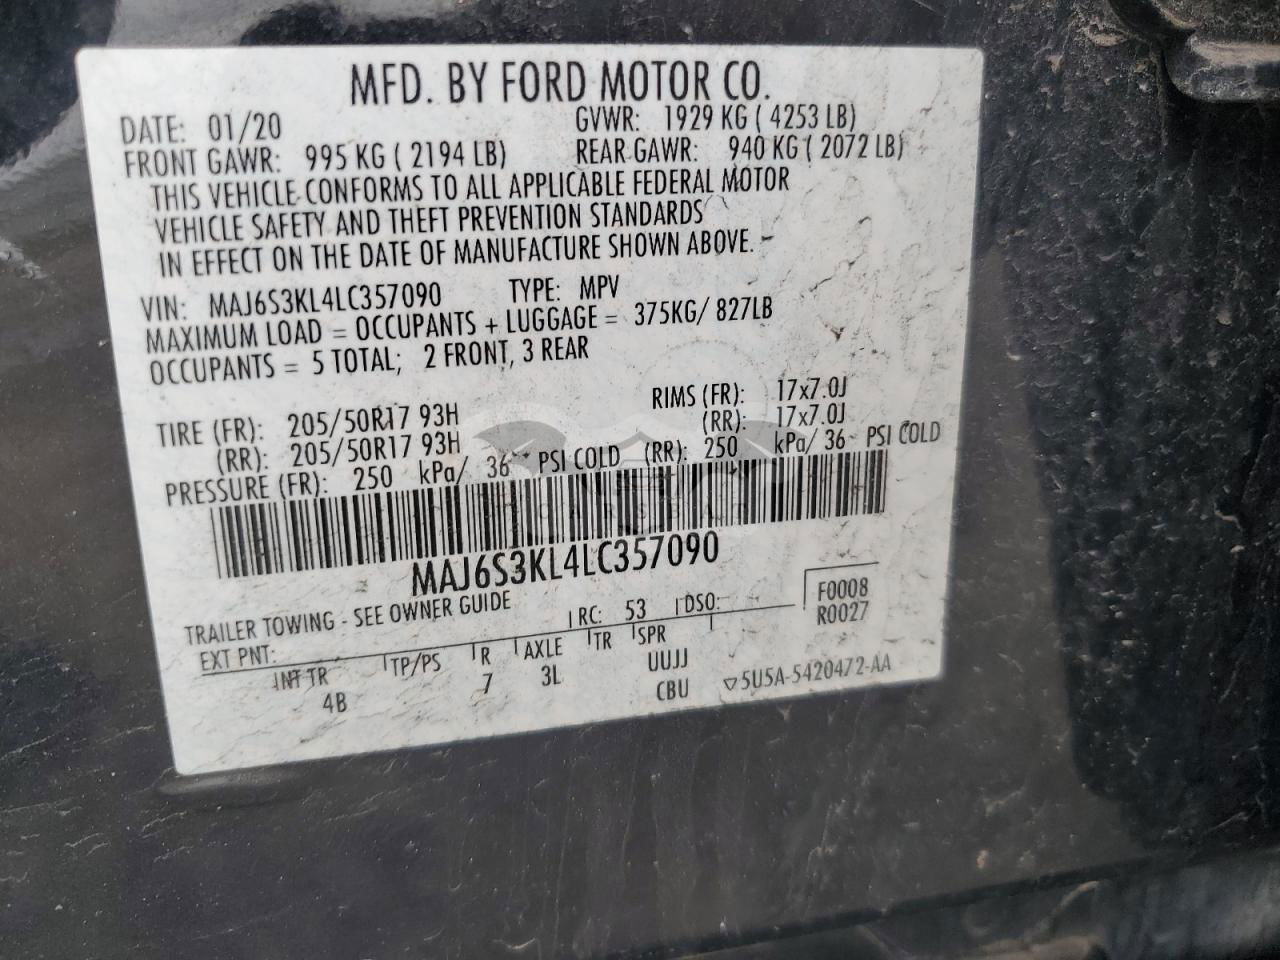 MFD. BY FORD MOTOR CO.
DATE: 01/20 GVWR: 1929 KG ( 4253 LB)
FRONT GAWR: 995 KG ( 2194 LB) REAR GAWR: 940 KG ( 2072 LB)
THIS VEHICLE CONFORMS TO ALL APPLICABLE FEDERAL MOTOR
VEHICLE SAFETY AND THEFT PREVENTION STANDARDS
IN EFFECT ON THE DATE OF MANUFACTURE SHOWN ABOVE.
VIN: MAJ6S3KL4LC357090 TYPE: MPV
MAXIMUM LOAD = OCCUPANTS + LUGGAGE = 375KG/ 827LB
OCCUPANTS = 5 TOTAL; 2 FRONT, 3 REAR
TIRE (FR): 205/50R17 93H RIMS (FR): 17x7.0J
(RR): 205/50R17 93H (RR): 17x7.0J
PRESSURE (FR): 250 kPa/ 36 PSI COLD (RR): 250 kPa/ 36 PSI COLD
MAJ6S3KL4LC357090
TRAILER TOWING - SEE OWNER GUIDE
EXT PNT: RC: 53 DSO: F0008
R0027
INT TR TP/PS R AXLE TR SPR
4B 7 3L UUJJ
CBU 5U5A-5420472-AA